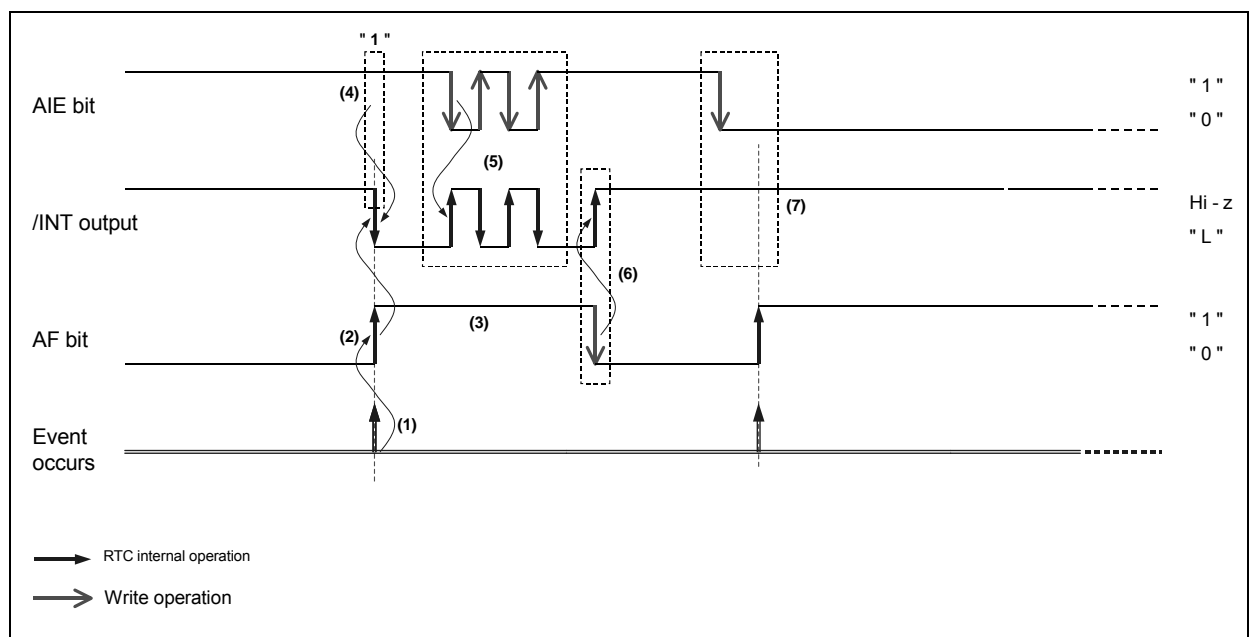 " 1 "
AIE bit
(4)
(5)
" 1 "
" 0 "
/INT output
(6)
(7)
Hi - z
" L "
AF bit
(2)
(3)
" 1 "
" 0 "
Event
occurs
(1)
RTC internal operation
Write operation